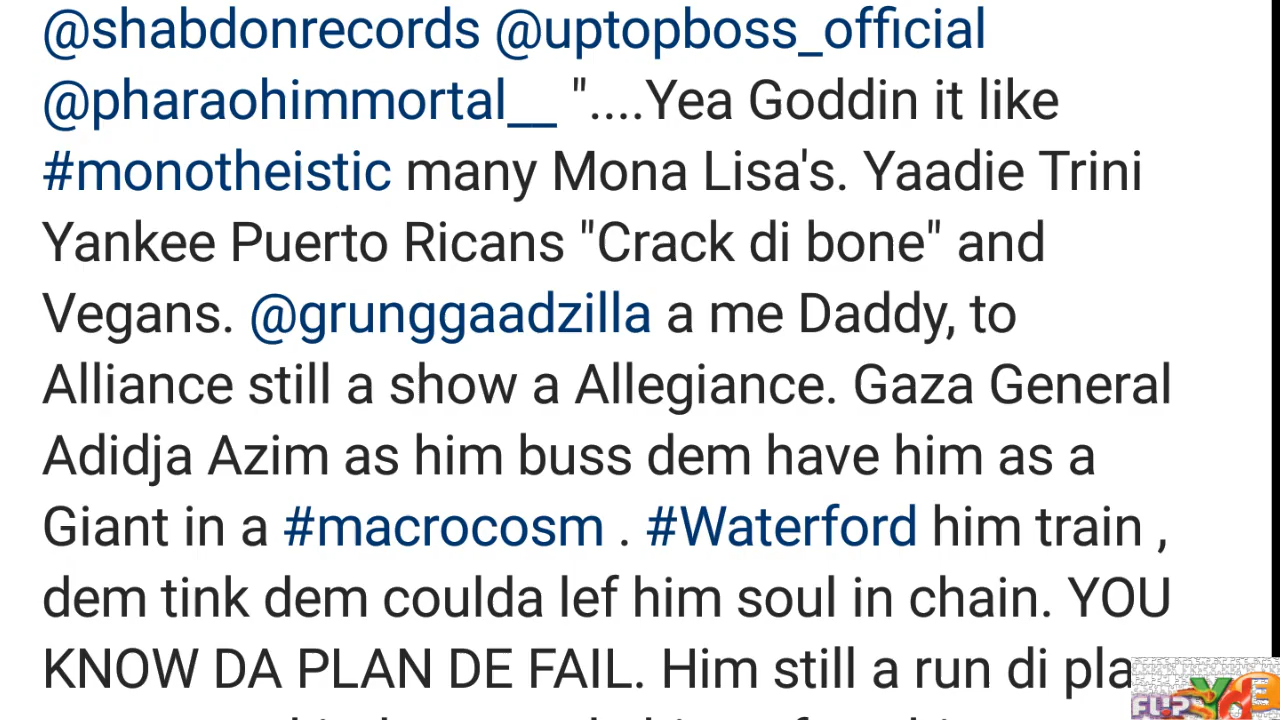 @shabdonrecords @uptopboss_official
@pharaohimmortal__ "....Yea Goddin it like
#monotheistic many Mona Lisa's. Yaadie Trini
Yankee Puerto Ricans "Crack di bone" and
Vegans. @grunggaadzilla a me Daddy, to
Alliance still a show a Allegiance. Gaza General
Adidja Azim as him buss dem have him as a
Giant in a #macrocosm . #Waterford him train ,
dem tink dem coulda lef him soul in chain. YOU
KNOW DA PLAN DE FAIL. Him still a run di
FLIP